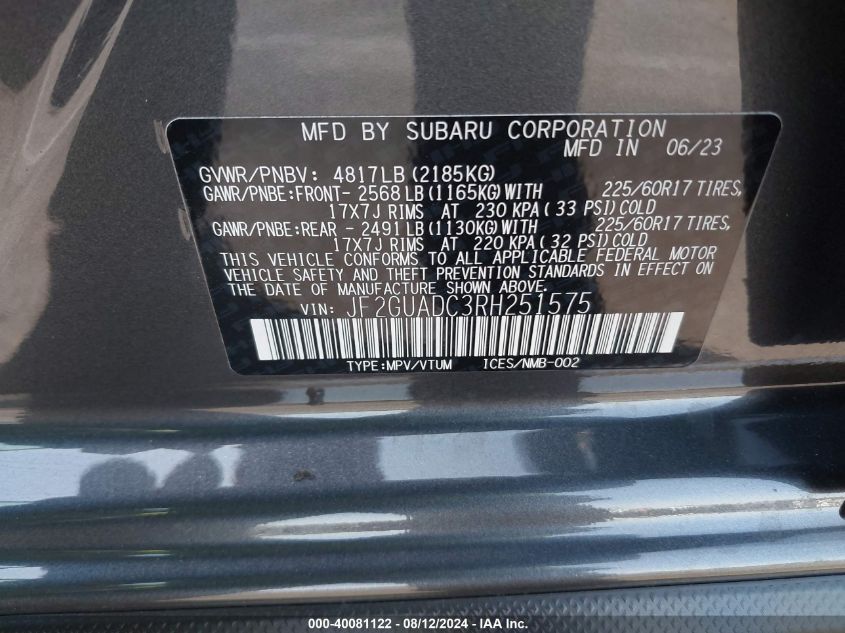 MFD BY SUBARU CORPORATION
MFD IN 06/23
GVWR/PNBV: 4817LB (2185KG)
GAWR/PNBE:FRONT- 2568 LB (1165KG) WITH 225/60R17 TIRES,
17X7J RIMS AT 230 KPA ( 33 PSI) COLD
GAWR/PNBE:REAR - 2491 LB (1130KG) WITH 225/60R17 TIRES,
17X7J RIMS AT 220 KPA ( 32 PSI) COLD
THIS VEHICLE CONFORMS TO ALL APPLICABLE FEDERAL MOTOR
VEHICLE SAFETY AND THEFT PREVENTION STANDARDS IN EFFECT ON
THE DATE OF MANUFACTURE SHOWN ABOVE.
VIN: JF2GUADC3RH251575
TYPE:MPV/VTUM ICES/NMB-002
000-40081122 - 08/12/2024 - IAA Inc.